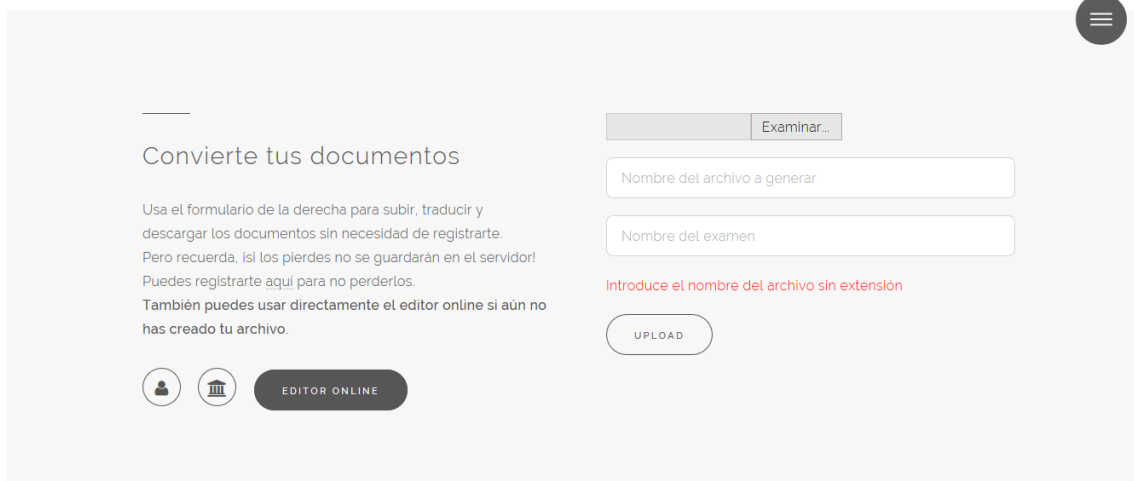 Convierte tus documentos
Usa el formulario de la derecha para subir, traducir y
descargar los documentos sin necesidad de registrarte.
Pero recuerda, ¡si los pierdes no se guardarán en el servidor!
Puedes registrarte aquí para no perderlos.
También puedes usar directamente el editor online si aún no
has creado tu archivo.
EDITOR ONLINE
Examinar...
Nombre del archivo a generar
Nombre del examen
Introduce el nombre del archivo sin extensión
UPLOAD